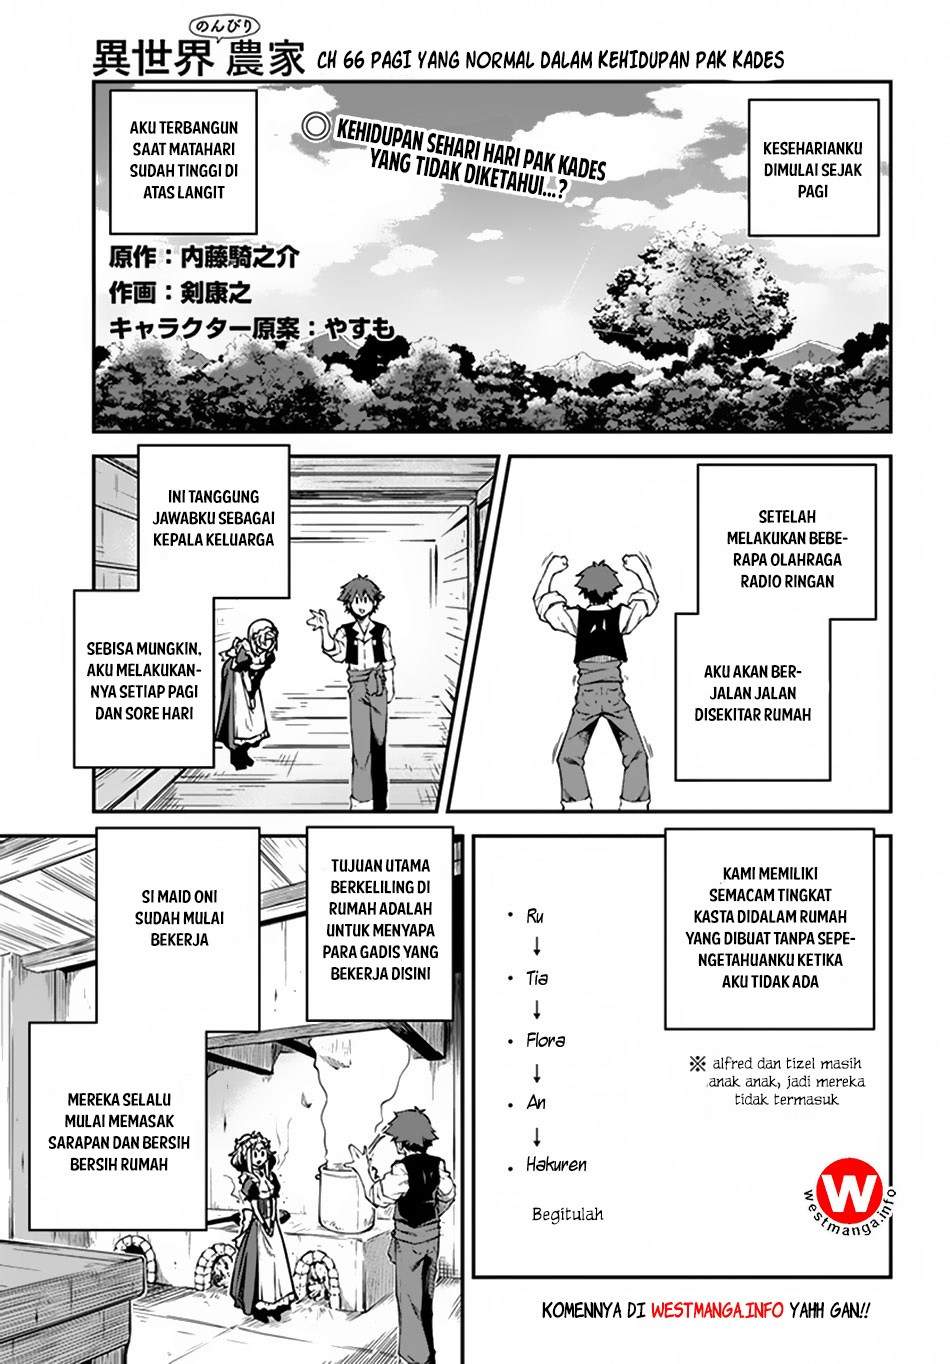 のんびり
異世界 農家
CH 66 PAGI YANG NORMAL DALAM KEHIDUPAN PAK KADES
KESEHARIANKU
DIMULAI SEJAK
PAGI
◎ KEHIDUPAN SEHARI HARI PAK KADES
YANG TIDAK DIKETAHUI...?
AKU TERBANGUN
SAAT MATAHARI
SUDAH TINGGI DI
ATAS LANGIT
原作：内藤騎之介
作画：剣康之
キャラクター原案：やすも
SETELAH
MELAKUKAN BEBE-
RAPA OLAHRAGA
RADIO RINGAN
AKU AKAN BER-
JALAN JALAN
DISEKITAR RUMAH
INI TANGGUNG
JAWABKU SEBAGAI
KEPALA KELUARGA
SEBISA MUNGKIN,
AKU MELAKUKAN-
NYA SETIAP PAGI
DAN SORE HARI
KAMI MEMILIKI
SEMACAM TINGKAT
KASTA DIDALAM RUMAH
YANG DIBUAT TANPA SEPE-
NGETAHUANKU KETIKA
AKU TIDAK ADA
• Ru
↓
• Tia
↓
• Flora
↓
• An
↓
• Hakuren
Begitulah
※ alfred dan tizel masih
anak anak, jadi mereka
tidak termasuk
TUJUAN UTAMA
BERKELILING DI
RUMAH ADALAH
UNTUK MENYAPA
PARA GADIS YANG
BEKERJA DISINI
SI MAID ONI
SUDAH MULAI
BEKERJA
MEREKA SELALU
MULAI MEMASAK
SARAPAN DAN BERSIH
BERSIH RUMAH
W
westmanga.info
KOMENNYA DI WESTMANGA.INFO YAHH GAN!!